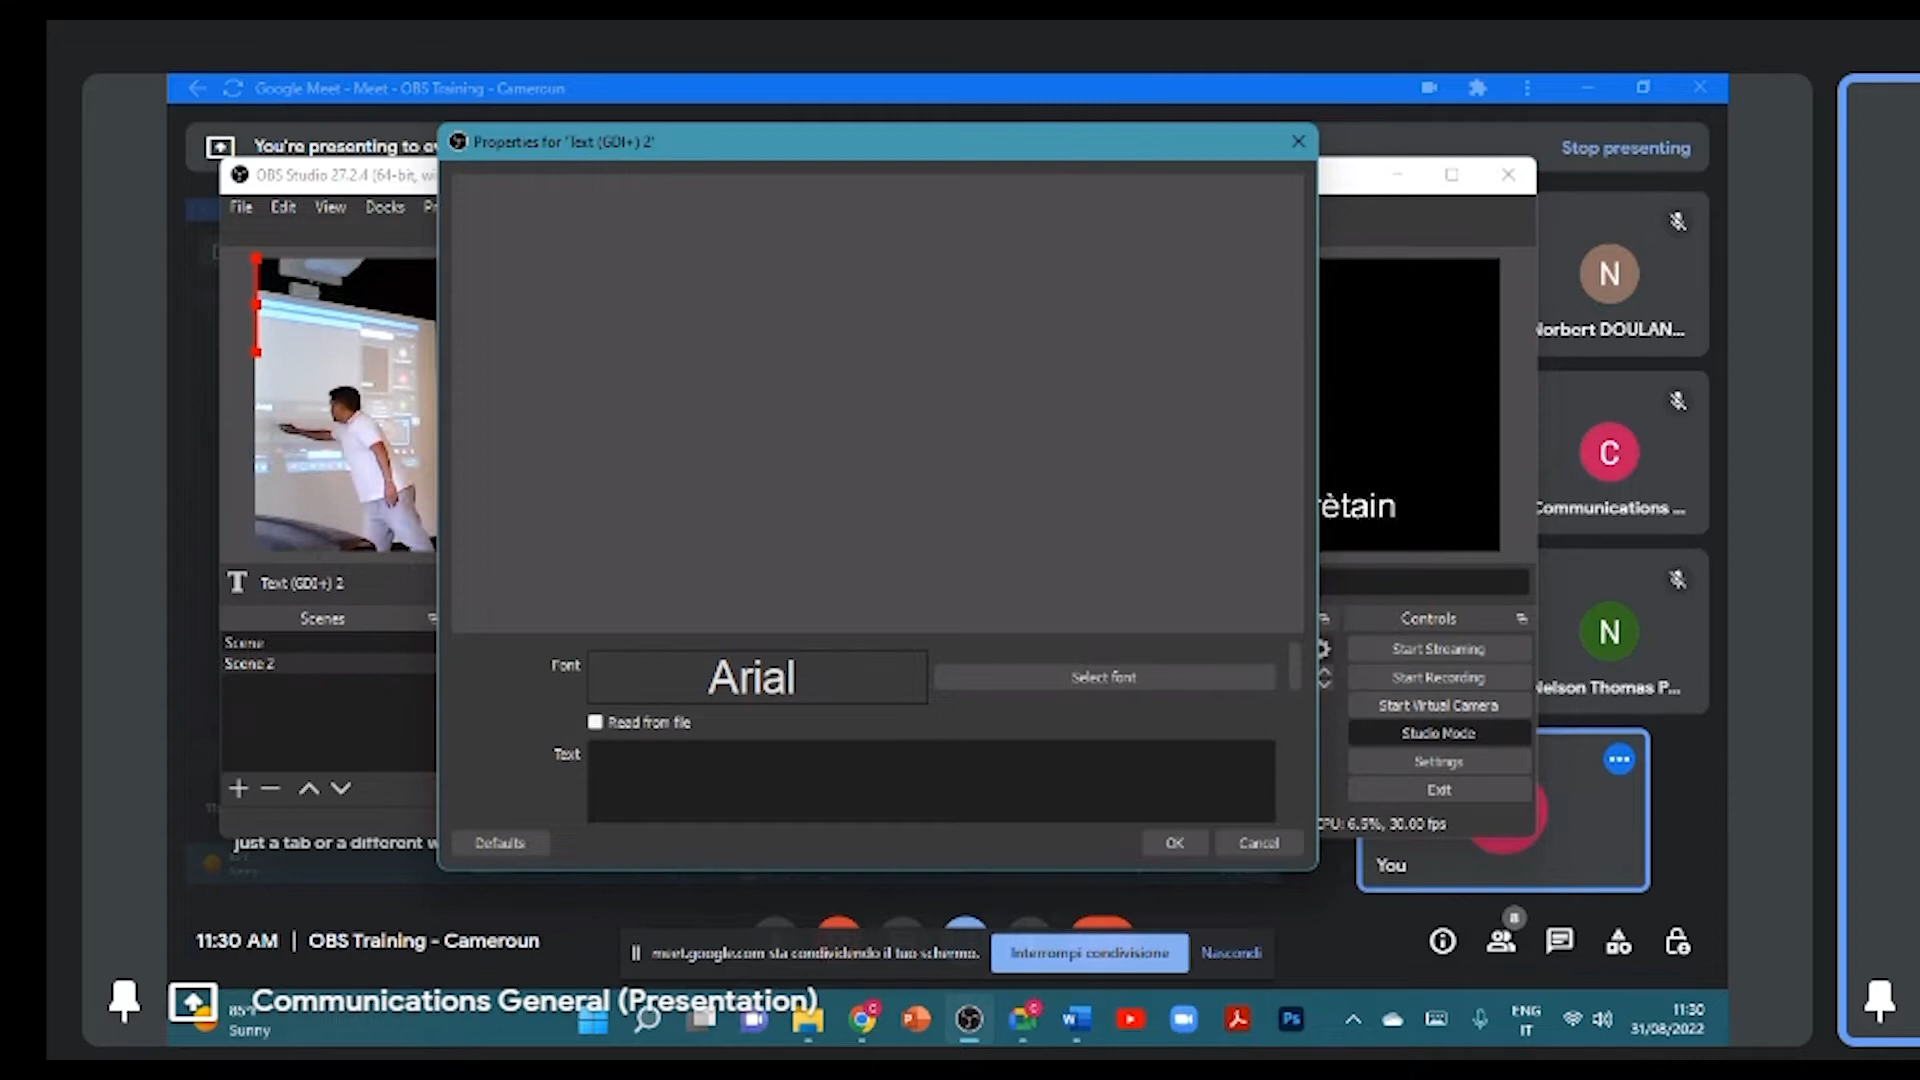 Google Meet - Meet - OBS Training - Cameroun
You're presenting to
Stop presenting
Properties for 'Text (GDI+) 2'
OBS Studio 27.2.4 (64-bit,
File Edit View Docks
N
Norbert DOULAN...
C
Communications ...
N
Nelson Thomas P...
rètain
Text (GDI+) 2
Scenes
Scene
Scene 2
Controls
Start Streaming
Start Recording
Start Virtual Camera
Studio Mode
Settings
Exit
Font
Arial
Select font
Read from file
Text
Defaults
OK
Cancel
CPU: 6.5%, 30.00 fps
just a tab or a different
You
11:30 AM | OBS Training - Cameroun
8
meet.google.com sta condividendo il tuo schermo.
Interrompi condivisione
Nascondi
Communications General (Presentation)
85°F
Sunny
Ps
ENG
IT
11:30
31/08/2022